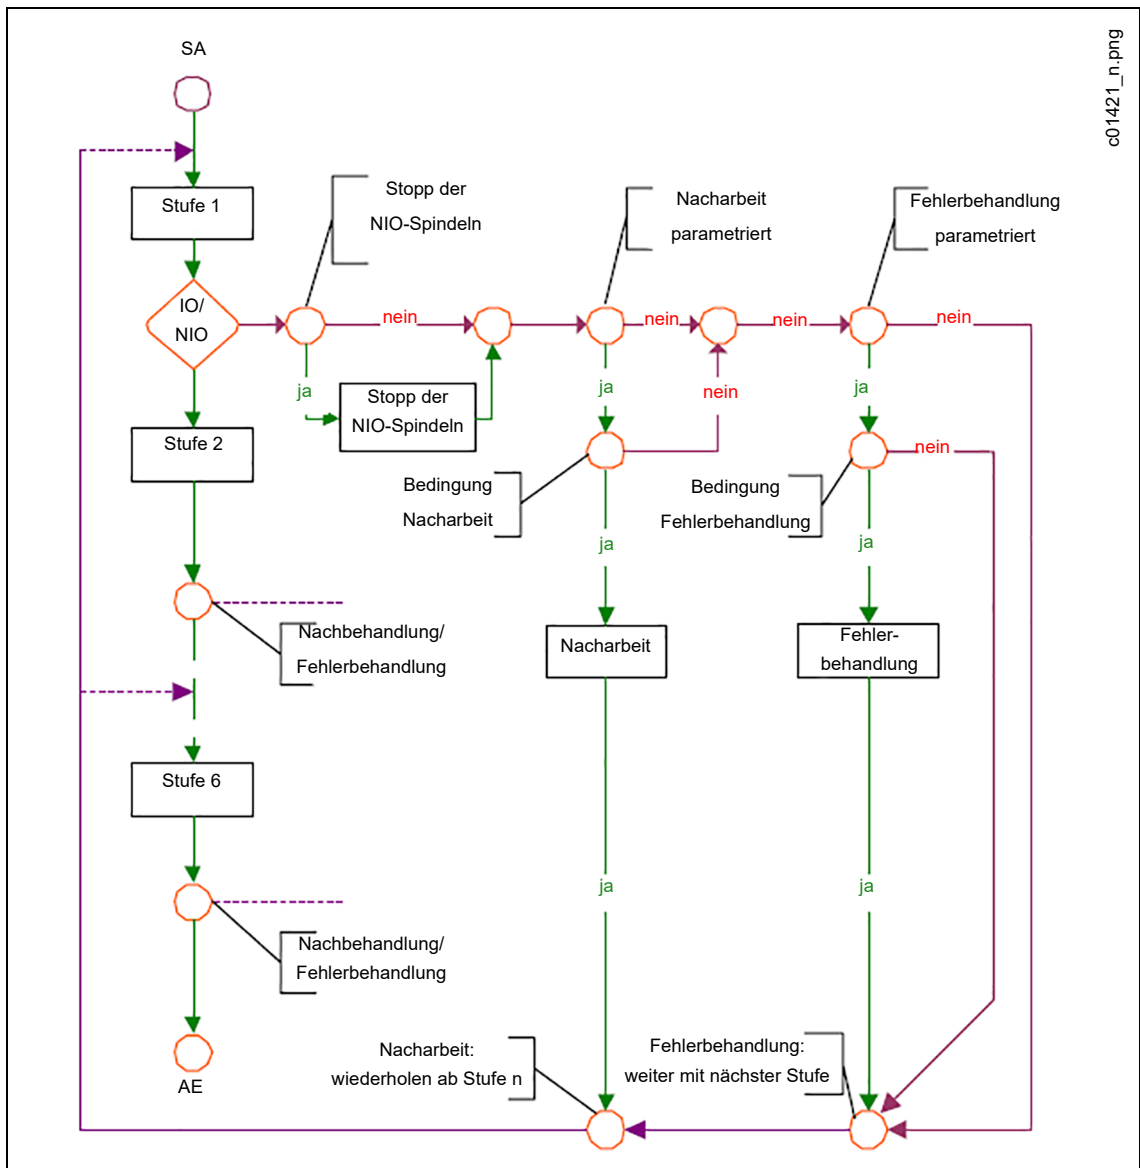 SA
c01421_n.png
Stufe 1
Stopp der
NIO-Spindeln
Nacharbeit
parametriert
Fehlerbehandlung
parametriert
IO/
NIO
nein
nein
nein
nein
ja
ja
ja
nein
Stopp der
NIO-Spindeln
Stufe 2
nein
Bedingung
Nacharbeit
Bedingung
Fehlerbehandlung
ja
ja
Nachbehandlung/
Fehlerbehandlung
Nacharbeit
Fehler-
behandlung
Stufe 6
ja
ja
Nachbehandlung/
Fehlerbehandlung
Nacharbeit:
wiederholen ab Stufe n
Fehlerbehandlung:
weiter mit nächster Stufe
AE